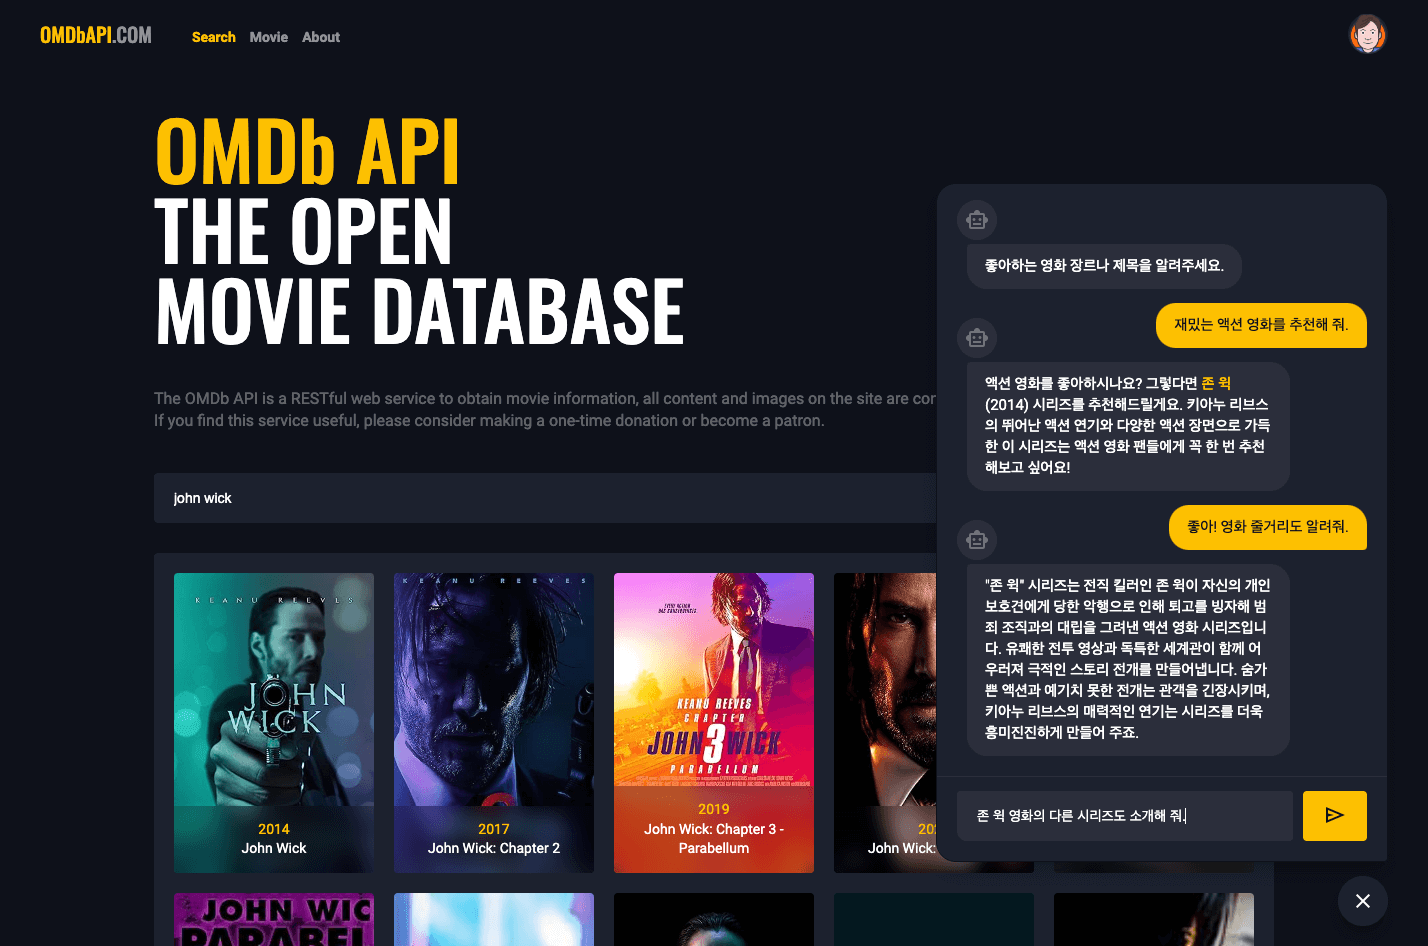 OMDbAPI.COM
Search Movie About
OMDb API
THE OPEN
MOVIE DATABASE
The OMDb API is a RESTful web service to obtain movie information, all content and images on the site are
If you find this service useful, please consider making a one-time donation or become a patron.
john wick
KEANU REEVES
JOHN
WICK
2014
John Wick
KEANU REEVES
2017
John Wick: Chapter 2
KEANU REEVES
CHAPTER
JOHN 3 WICK
PARABELLUM
2019
John Wick: Chapter 3 -
Parabellum
John Wick:
JOHN WIC
PARABEL
좋아하는 영화 장르나 제목을 알려주세요.
재밌는 액션 영화를 추천해 줘.
액션 영화를 좋아하시나요? 그렇다면 존 윅
(2014) 시리즈를 추천해드릴게요. 키아누 리브스
의 뛰어난 액션 연기와 다양한 액션 장면으로 가득
한 이 시리즈는 액션 영화 팬들에게 꼭 한 번 추천
해보고 싶어요!
좋아! 영화 줄거리도 알려줘.
"존 윅" 시리즈는 전직 킬러인 존 윅이 자신의 개인
보호견에게 당한 악행으로 인해 퇴고를 빙자해 범
죄 조직과의 대립을 그려낸 액션 영화 시리즈입니
다. 유쾌한 전투 영상과 독특한 세계관이 함께 어
우러져 극적인 스토리 전개를 만들어냅니다. 숨가
쁜 액션과 예기치 못한 전개는 관객을 긴장시키며,
키아누 리브스의 매력적인 연기는 시리즈를 더욱
흥미진진하게 만들어 주죠.
존 윅 영화의 다른 시리즈도 소개해 줘.